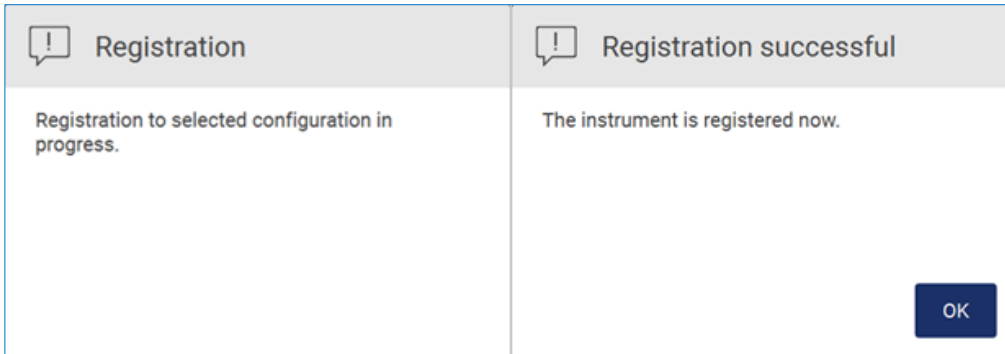 Registration
Registration to selected configuration in
progress.
Registration successful
The instrument is registered now.
OK